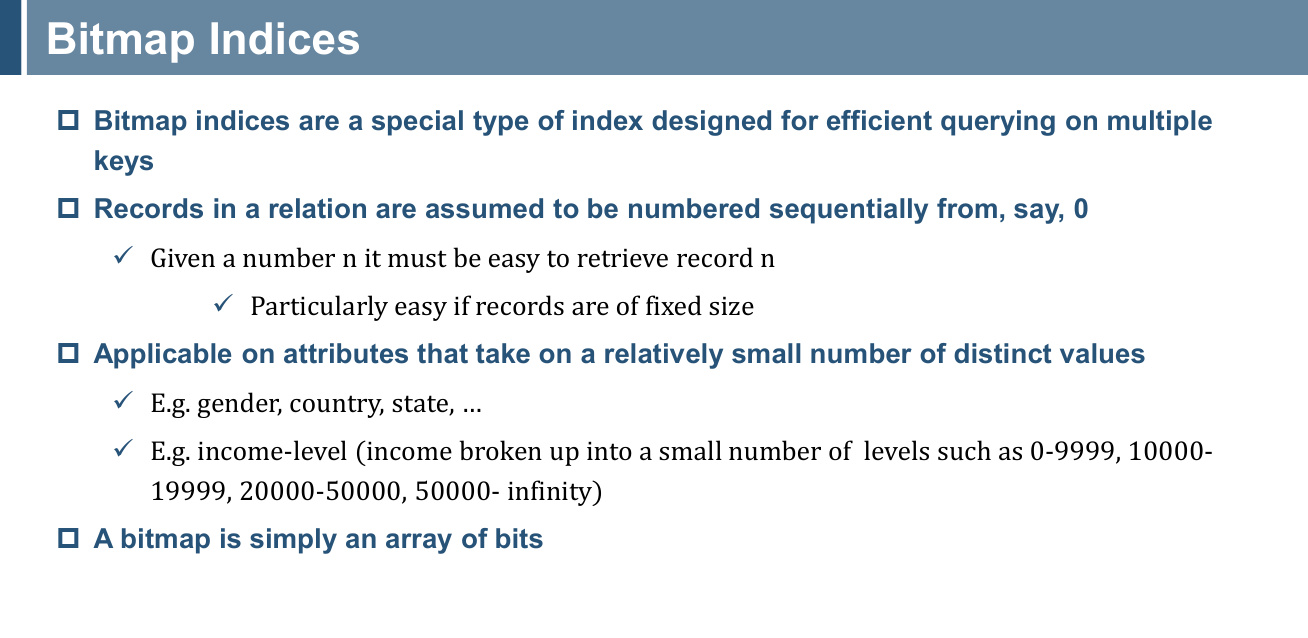 Bitmap Indices
Bitmap indices are a special type of index designed for efficient querying on multiple
keys
Records in a relation are assumed to be numbered sequentially from, say, 0
Given a number n it must be easy to retrieve record n
Particularly easy if records are of fixed size
Applicable on attributes that take on a relatively small number of distinct values
E.g. gender, country, state, …
E.g. income-level (income broken up into a small number of  levels such as 0-9999, 10000-
19999, 20000-50000, 50000- infinity)
A bitmap is simply an array of bits